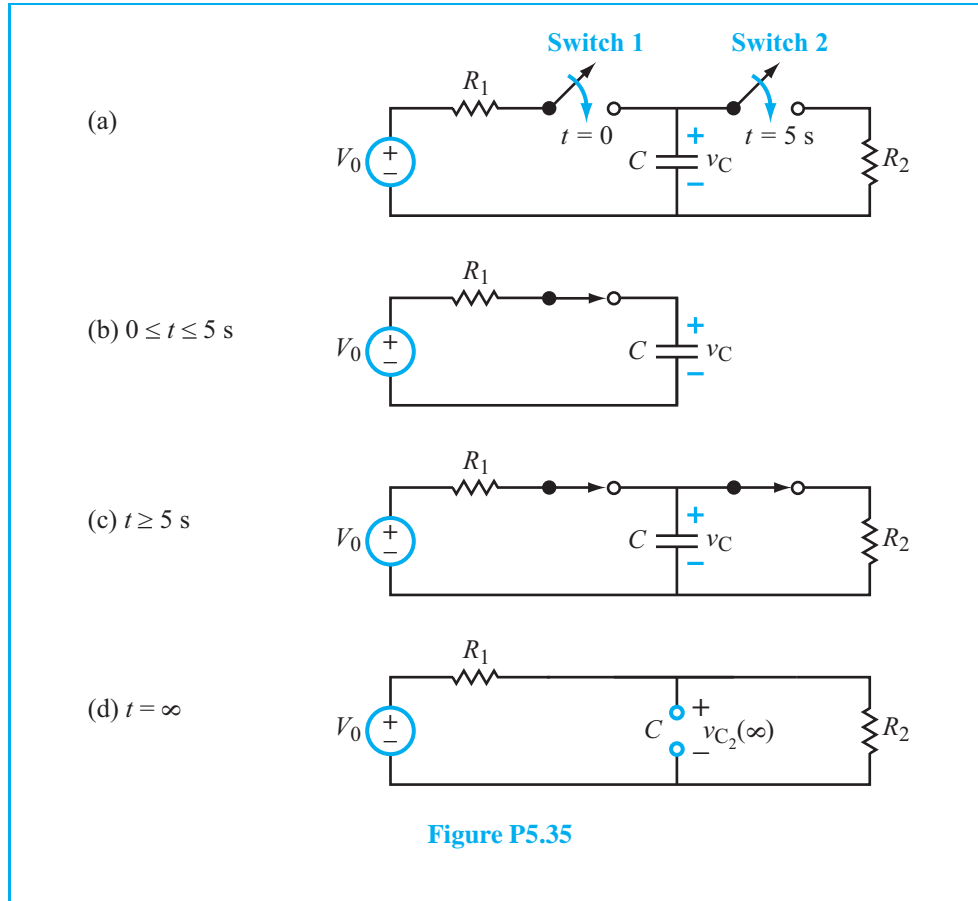 Switch 1 Switch 2
(a)
R1
t = 0
t = 5 s
V0
+
−
C
+
−
vC
R2
(b) 0 ≤ t ≤ 5 s
R1
V0
+
−
C
+
−
vC
(c) t ≥ 5 s
R1
V0
+
−
C
+
−
vC
R2
(d) t = ∞
R1
V0
+
−
C
+
−
vC2(∞)
R2
Figure P5.35